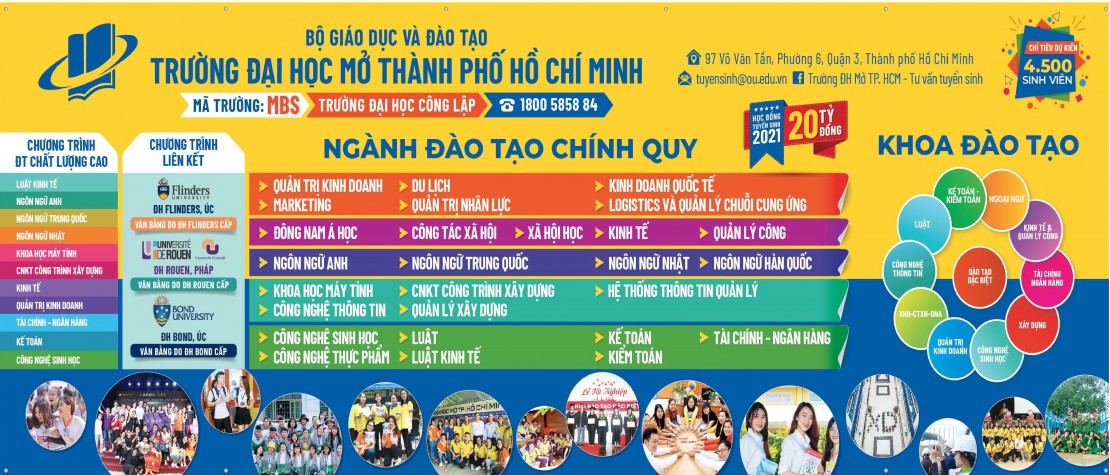 BỘ GIÁO DỤC VÀ ĐÀO TẠO
TRƯỜNG ĐẠI HỌC MỞ THÀNH PHỐ HỒ CHÍ MINH
MÃ TRƯỜNG: MBS
TRƯỜNG ĐẠI HỌC CÔNG LẬP
1800 5858 84
97 Võ Văn Tần, Phường 6, Quận 3, Thành phố Hồ Chí Minh
tuyensinh@ou.edu.vn
Trường ĐH Mở TP. HCM - Tư vấn tuyển sinh
CHỈ TIÊU DỰ KIẾN
4.500
SINH VIÊN
CHƯƠNG TRÌNH
ĐT CHẤT LƯỢNG CAO
LUẬT KINH TẾ
NGÔN NGỮ ANH
NGÔN NGỮ TRUNG QUỐC
NGÔN NGỮ NHẬT
KHOA HỌC MÁY TÍNH
CNKT CÔNG TRÌNH XÂY DỰNG
KINH TẾ
QUẢN TRỊ KINH DOANH
TÀI CHÍNH - NGÂN HÀNG
KẾ TOÁN
CÔNG NGHỆ SINH HỌC
CHƯƠNG TRÌNH
LIÊN KẾT
Flinders
UNIVERSITY
ĐH FLINDERS, ÚC
VĂN BẰNG DO ĐH FLINDERS CẤP
UNIVERSITÉ
DE ROUEN
ĐH ROUEN, PHÁP
VĂN BẰNG DO ĐH ROUEN CẤP
BOND
UNIVERSITY
ĐH BOND, ÚC
VĂN BẰNG DO ĐH BOND CẤP
NGÀNH ĐÀO TẠO CHÍNH QUY
HỌC BỔNG
TUYỂN SINH
2021
20 TỶ
ĐỒNG
QUẢN TRỊ KINH DOANH
DU LỊCH
KINH DOANH QUỐC TẾ
MARKETING
QUẢN TRỊ NHÂN LỰC
LOGISTICS VÀ QUẢN LÝ CHUỖI CUNG ỨNG
ĐÔNG NAM Á HỌC
CÔNG TÁC XÃ HỘI
XÃ HỘI HỌC
KINH TẾ
QUẢN LÝ CÔNG
NGÔN NGỮ ANH
NGÔN NGỮ TRUNG QUỐC
NGÔN NGỮ NHẬT
NGÔN NGỮ HÀN QUỐC
KHOA HỌC MÁY TÍNH
CNKT CÔNG TRÌNH XÂY DỰNG
HỆ THỐNG THÔNG TIN QUẢN LÝ
CÔNG NGHỆ THÔNG TIN
QUẢN LÝ XÂY DỰNG
CÔNG NGHỆ SINH HỌC
LUẬT
KẾ TOÁN
TÀI CHÍNH - NGÂN HÀNG
CÔNG NGHỆ THỰC PHẨM
LUẬT KINH TẾ
KIỂM TOÁN
KHOA ĐÀO TẠO
KẾ TOÁN -
KIỂM TOÁN
NGOẠI NGỮ
LUẬT
KINH TẾ
& QUẢN LÝ CÔNG
CÔNG NGHỆ
THÔNG TIN
ĐÀO TẠO
ĐẶC BIỆT
TÀI CHÍNH
NGÂN HÀNG
XHH-CTXH-ĐNA
XÂY DỰNG
QUẢN TRỊ
KINH DOANH
CÔNG NGHỆ
SINH HỌC
Lễ Tốt Nghiệp